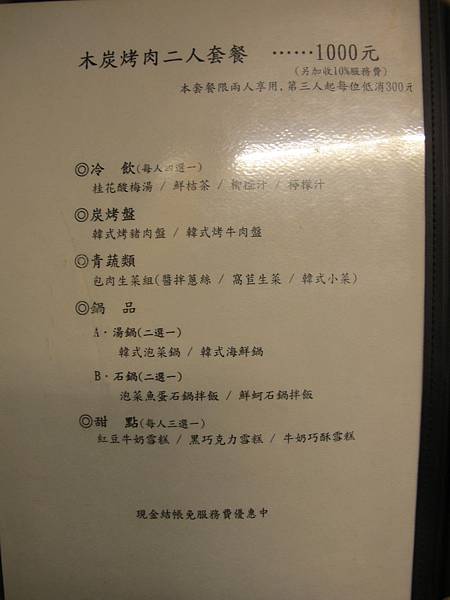 木炭烤肉二人套餐 ⋯⋯1000元
(另加收10%服務費)
本套餐限兩人享用,第三人起每位低消300元
◎冷 飲(每人四選一)
桂花酸梅湯 / 鮮桔茶 / 柳橙汁 / 檸檬汁
◎炭烤盤
韓式烤豬肉盤 / 韓式烤牛肉盤
◎青蔬類
包肉生菜組(醬拌蔥絲 / 萵苣生菜 / 韓式小菜)
◎鍋 品
A．湯鍋(二選一)
韓式泡菜鍋 / 韓式海鮮鍋
B．石鍋(二選一)
泡菜魚蛋石鍋拌飯 / 鮮蚵石鍋拌飯
◎甜 點(每人三選一)
紅豆牛奶雪糕 / 黑巧克力雪糕 / 牛奶巧酥雪糕
現金結帳免服務費優惠中